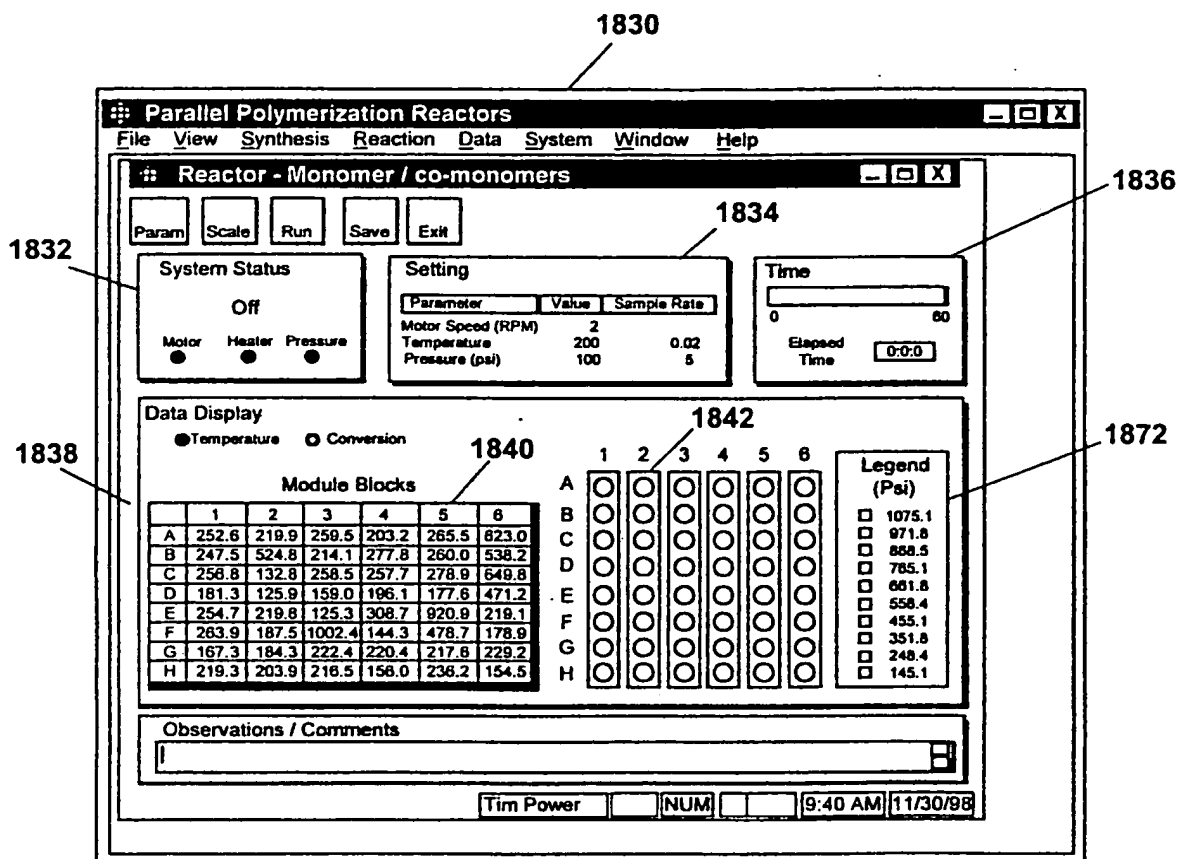 1830
Parallel Polymerization Reactors
File View Synthesis Reaction Data System Window Help
Reactor - Monomer / co-monomers
1836
Param Scale Run Save Exit
1834
1832
System Status
Off
Motor Heater Pressure
Setting
Parameter Value Sample Rate
Motor Speed (RPM) 2
Temperature 200 0.02
Pressure (psi) 100 5
Time
0 60
Elapsed Time 0:0:0
Data Display
Temperature Conversion
1838
1840
1842
1872
Module Blocks
1 2 3 4 5 6
A 252.6 219.9 259.5 203.2 265.5 623.0
B 247.5 524.8 214.1 277.8 260.0 538.2
C 256.8 132.8 258.5 257.7 278.9 649.8
D 181.3 125.9 159.0 196.1 177.6 471.2
E 254.7 219.8 125.3 308.7 920.9 219.1
F 263.9 187.5 1002.4 144.3 478.7 178.9
G 167.3 184.3 222.4 220.4 217.6 229.2
H 219.3 203.9 216.5 156.0 236.2 154.5
1 2 3 4 5 6
A
B
C
D
E
F
G
H
Legend
(Psi)
1075.1
971.8
868.5
765.1
661.8
558.4
455.1
351.8
248.4
145.1
Observations / Comments
Tim Power NUM 9:40 AM 11/30/98